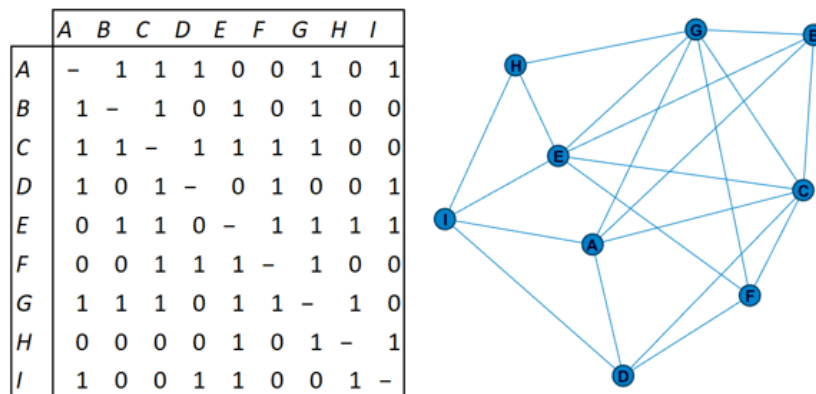 A B C D E F G H I
A – 1 1 1 0 0 1 0 1
B 1 – 1 0 1 0 1 0 0
C 1 1 – 1 1 1 1 0 0
D 1 0 1 – 0 1 0 0 1
E 0 1 1 0 – 1 1 1 1
F 0 0 1 1 1 – 1 0 0
G 1 1 1 0 1 1 – 1 0
H 0 0 0 0 1 0 1 – 1
I 1 0 0 1 1 0 0 1 –
G
B
H
E
C
I
A
F
D